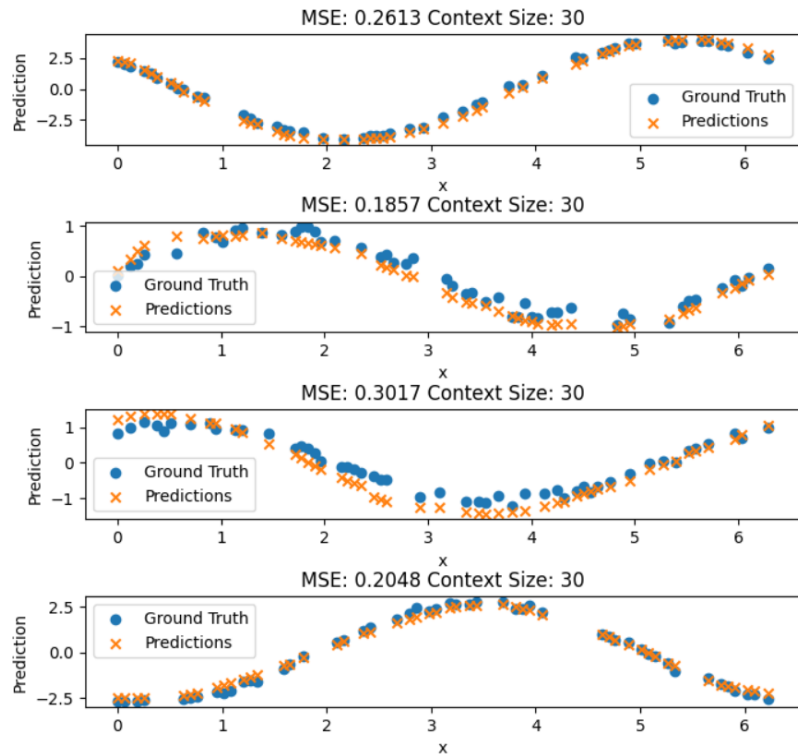 MSE: 0.2613 Context Size: 30
Prediction
2.5
0.0
−2.5
Ground Truth
Predictions
0 1 2 3 4 5 6
x
MSE: 0.1857 Context Size: 30
Prediction
1
0
−1
Ground Truth
Predictions
0 1 2 3 4 5 6
x
MSE: 0.3017 Context Size: 30
Prediction
1
0
−1
Ground Truth
Predictions
0 1 2 3 4 5 6
x
MSE: 0.2048 Context Size: 30
Prediction
2.5
0.0
−2.5
Ground Truth
Predictions
0 1 2 3 4 5 6
x